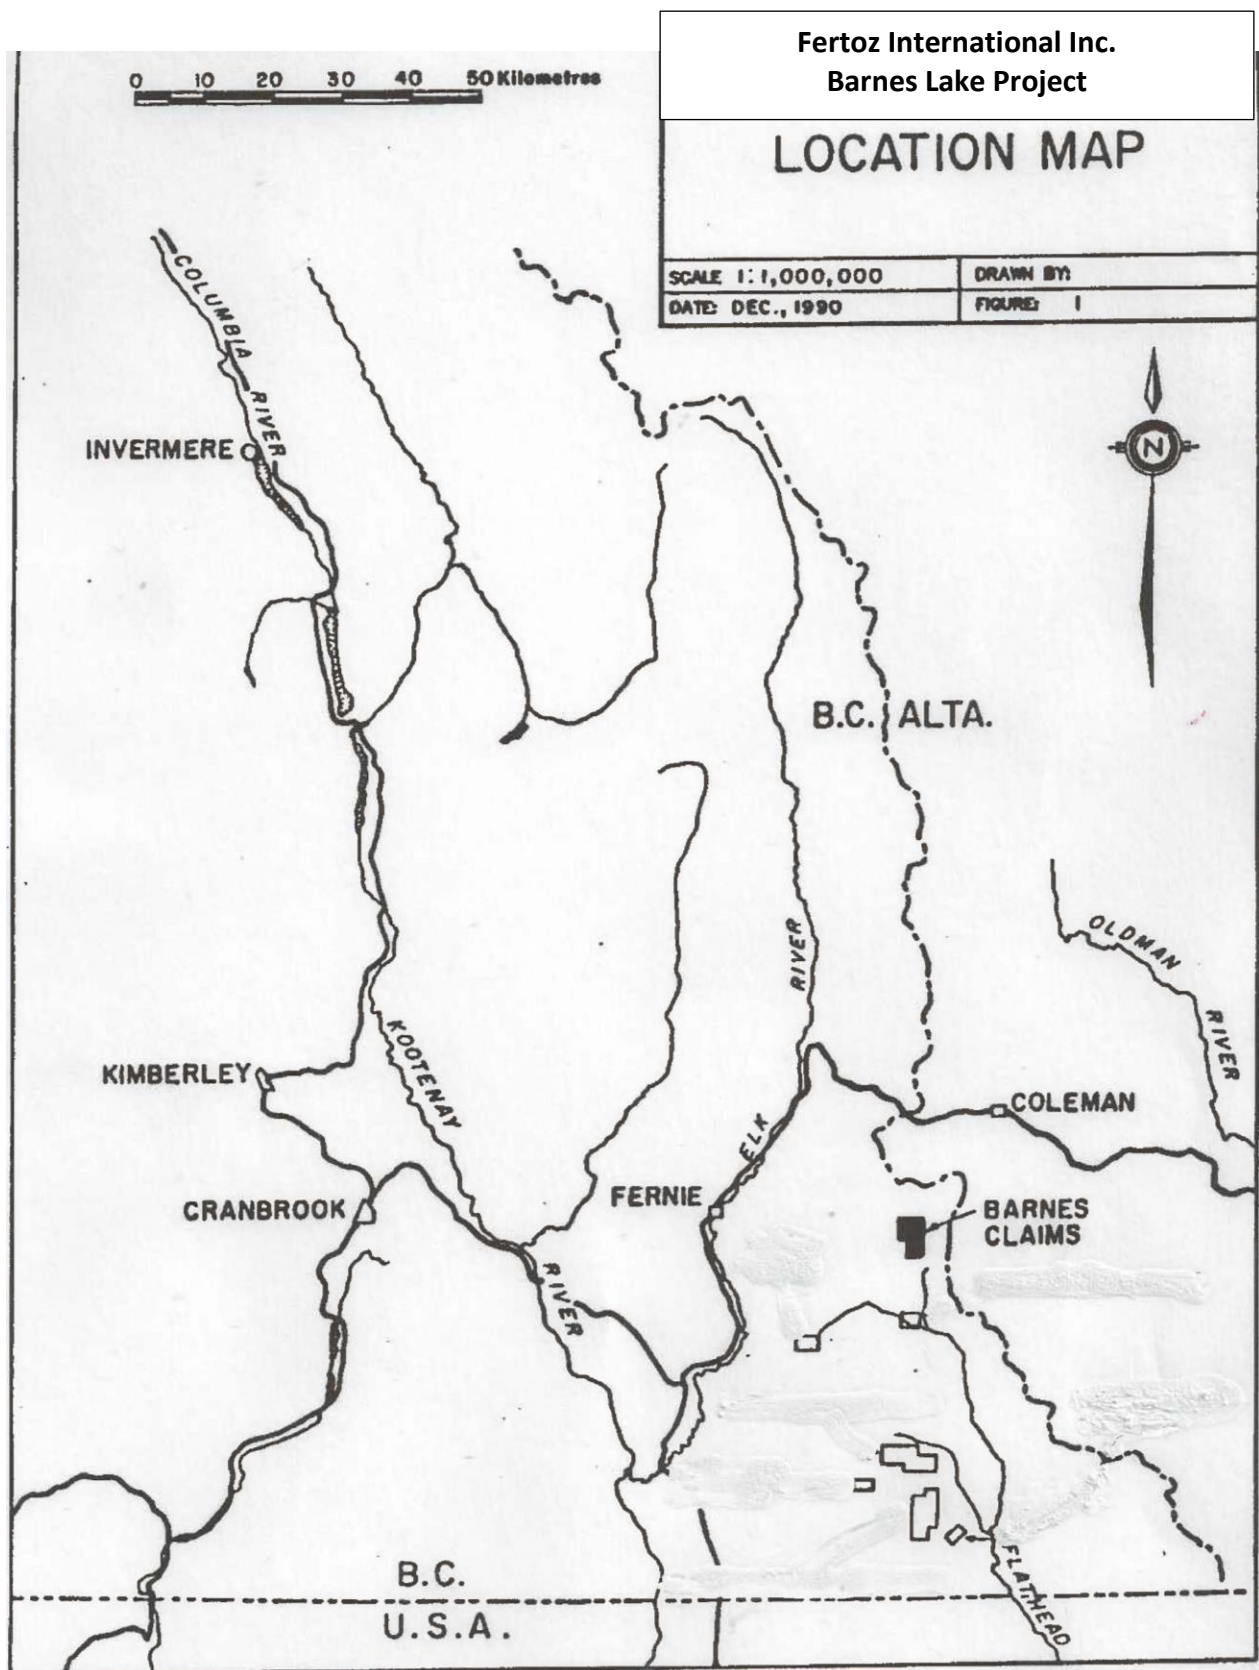 Fertoz International Inc.
Barnes Lake Project
0 10 20 30 40 50 Kilometres
LOCATION MAP
SCALE 1:1,000,000
DRAWN BY:
DATE: DEC., 1990
FIGURE: 1
COLUMBIA RIVER
INVERMERE
N
B.C. ALTA.
OLDMAN RIVER
ELK RIVER
KOOTENAY RIVER
KIMBERLEY
COLEMAN
CRANBROOK
FERNIE
BARNES
CLAIMS
FLATHEAD
B.C.
U.S.A.